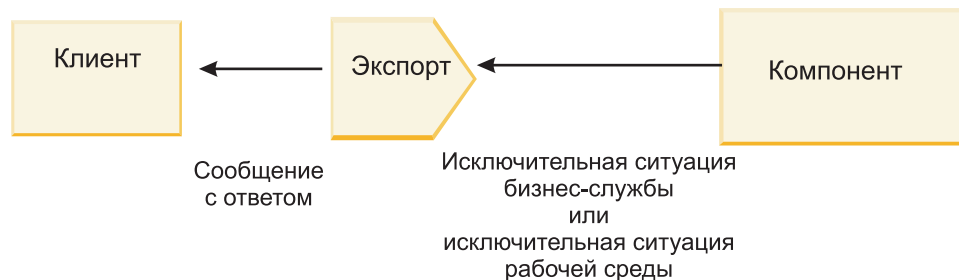 Клиент
Экспорт
Компонент
Сообщение
с ответом
Исключительная ситуация
бизнес-службы
или
исключительная ситуация
рабочей среды